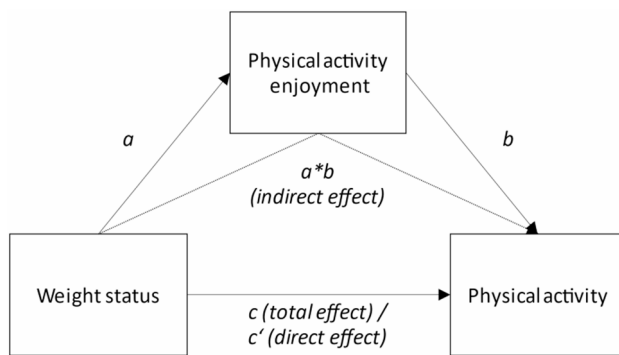 Physical activity
enjoyment
a
b
a*b
(indirect effect)
Weight status
Physical activity
c (total effect) /
c‘ (direct effect)